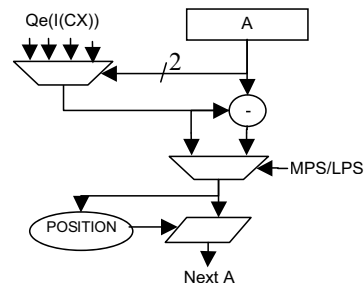 Qe(I(CX))
A
2
-
MPS/LPS
POSITION
Next A